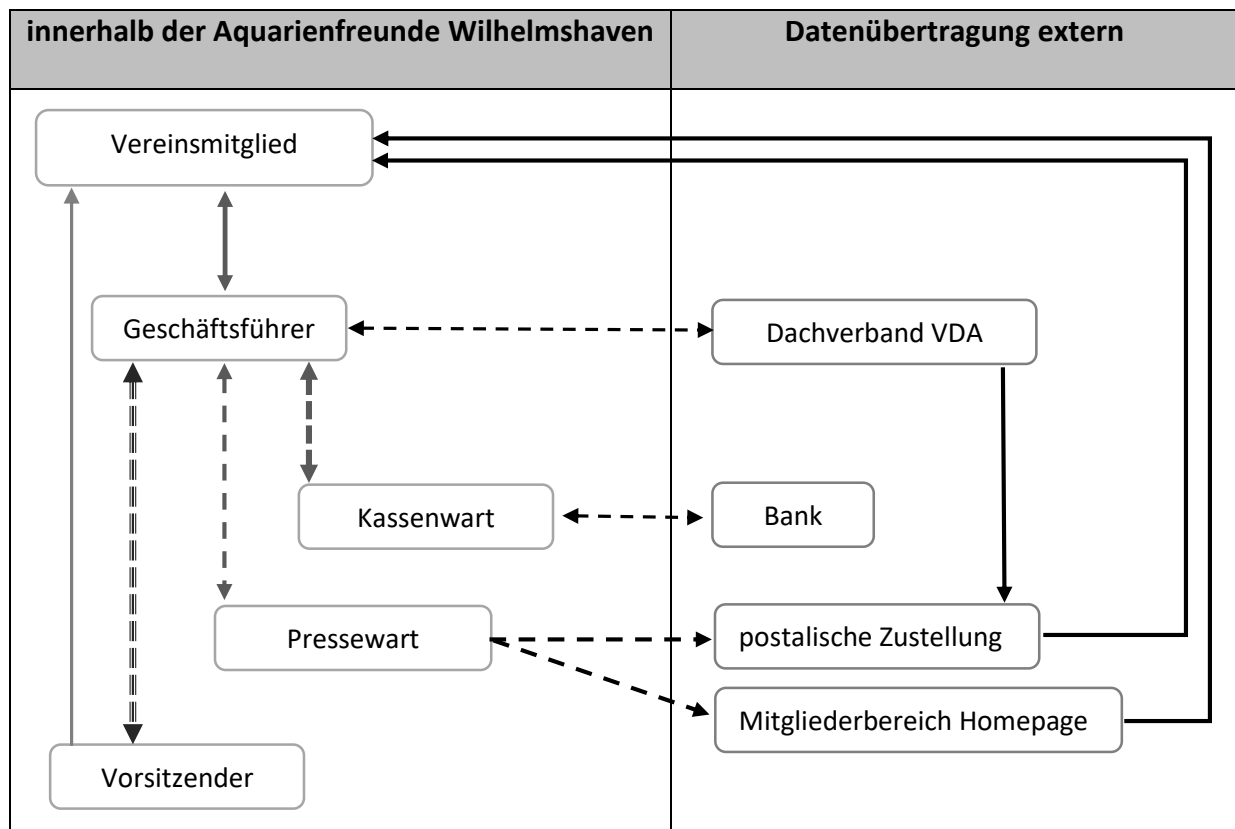 innerhalb der Aquarienfreunde Wilhelmshaven
Datenübertragung extern
Vereinsmitglied
Geschäftsführer
Dachverband VDA
Kassenwart
Bank
Pressewart
postalische Zustellung
Mitgliederbereich Homepage
Vorsitzender